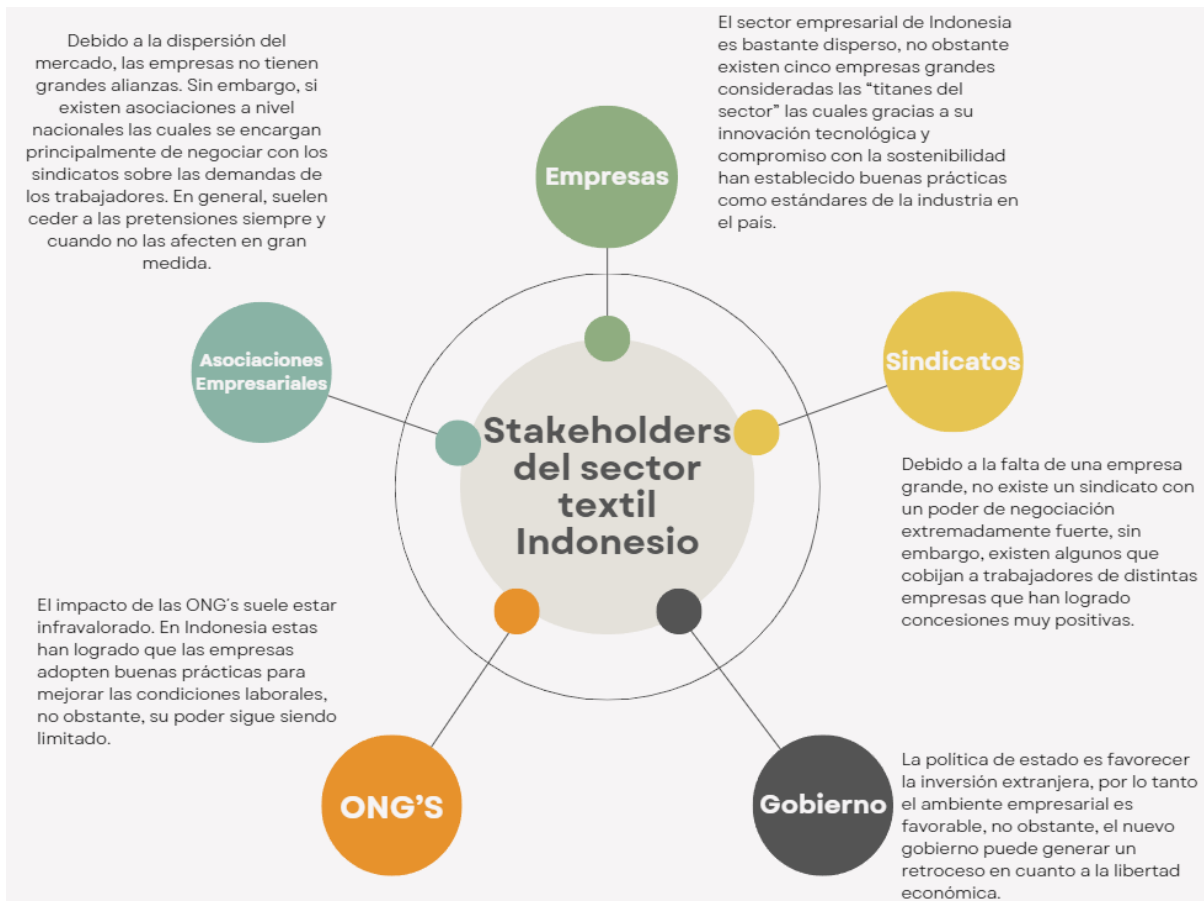 Debido a la dispersión del
mercado, las empresas no tienen
grandes alianzas. Sin embargo, si
existen asociaciones a nivel
nacionales las cuales se encargan
principalmente de negociar con los
sindicatos sobre las demandas de
los trabajadores. En general, suelen
ceder a las pretensiones siempre y
cuando no las afecten en gran
medida.
Empresas
El sector empresarial de Indonesia
es bastante disperso, no obstante
existen cinco empresas grandes
consideradas las “titanes del
sector” las cuales gracias a su
innovación tecnológica y
compromiso con la sostenibilidad
han establecido buenas prácticas
como estándares de la industria en
el país.
Asociaciones
Empresariales
Sindicatos
Stakeholders
del sector
textil
Indonesio
Debido a la falta de una empresa
grande, no existe un sindicato con
un poder de negociación
extremadamente fuerte, sin
embargo, existen algunos que
cobijan a trabajadores de distintas
empresas que han logrado
concesiones muy positivas.
El impacto de las ONG´s suele estar
infravalorado. En Indonesia estas
han logrado que las empresas
adopten buenas prácticas para
mejorar las condiciones laborales,
no obstante, su poder sigue siendo
limitado.
ONG’S
Gobierno
La política de estado es favorecer
la inversión extranjera, por lo tanto
el ambiente empresarial es
favorable, no obstante, el nuevo
gobierno puede generar un
retroceso en cuanto a la libertad
económica.